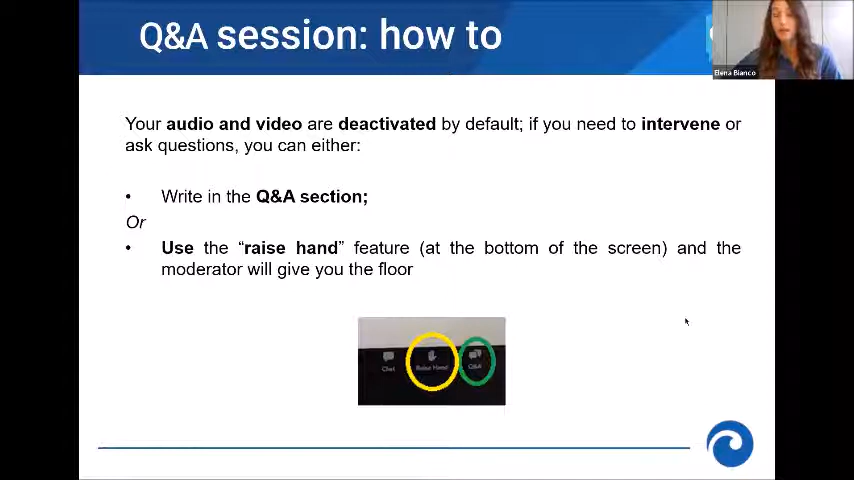 Q&A session: how to
Elena Bianco
Your audio and video are deactivated by default; if you need to intervene or
ask questions, you can either:
• Write in the Q&A section;
Or
• Use the “raise hand” feature (at the bottom of the screen) and the
moderator will give you the floor
Chat Raise Hand Q&A